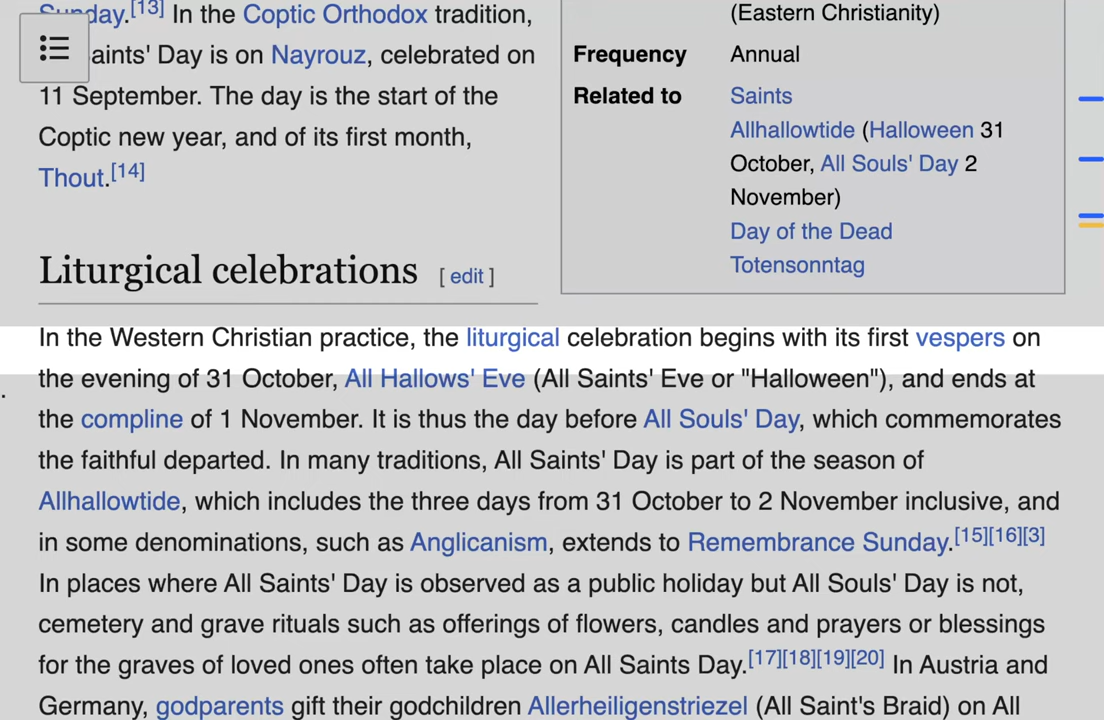 Sunday.[13] In the Coptic Orthodox tradition,
aints' Day is on Nayrouz, celebrated on
11 September. The day is the start of the
Coptic new year, and of its first month,
Thout.[14]
(Eastern Christianity)
Frequency Annual
Related to Saints
Allhallowtide (Halloween 31
October, All Souls' Day 2
November)
Day of the Dead
Totensonntag
Liturgical celebrations [ edit ]
In the Western Christian practice, the liturgical celebration begins with its first vespers on
the evening of 31 October, All Hallows' Eve (All Saints' Eve or "Halloween"), and ends at
the compline of 1 November. It is thus the day before All Souls' Day, which commemorates
the faithful departed. In many traditions, All Saints' Day is part of the season of
Allhallowtide, which includes the three days from 31 October to 2 November inclusive, and
in some denominations, such as Anglicanism, extends to Remembrance Sunday.[15][16][3]
In places where All Saints' Day is observed as a public holiday but All Souls' Day is not,
cemetery and grave rituals such as offerings of flowers, candles and prayers or blessings
for the graves of loved ones often take place on All Saints Day.[17][18][19][20] In Austria and
Germany, godparents gift their godchildren Allerheiligenstriezel (All Saint's Braid) on All